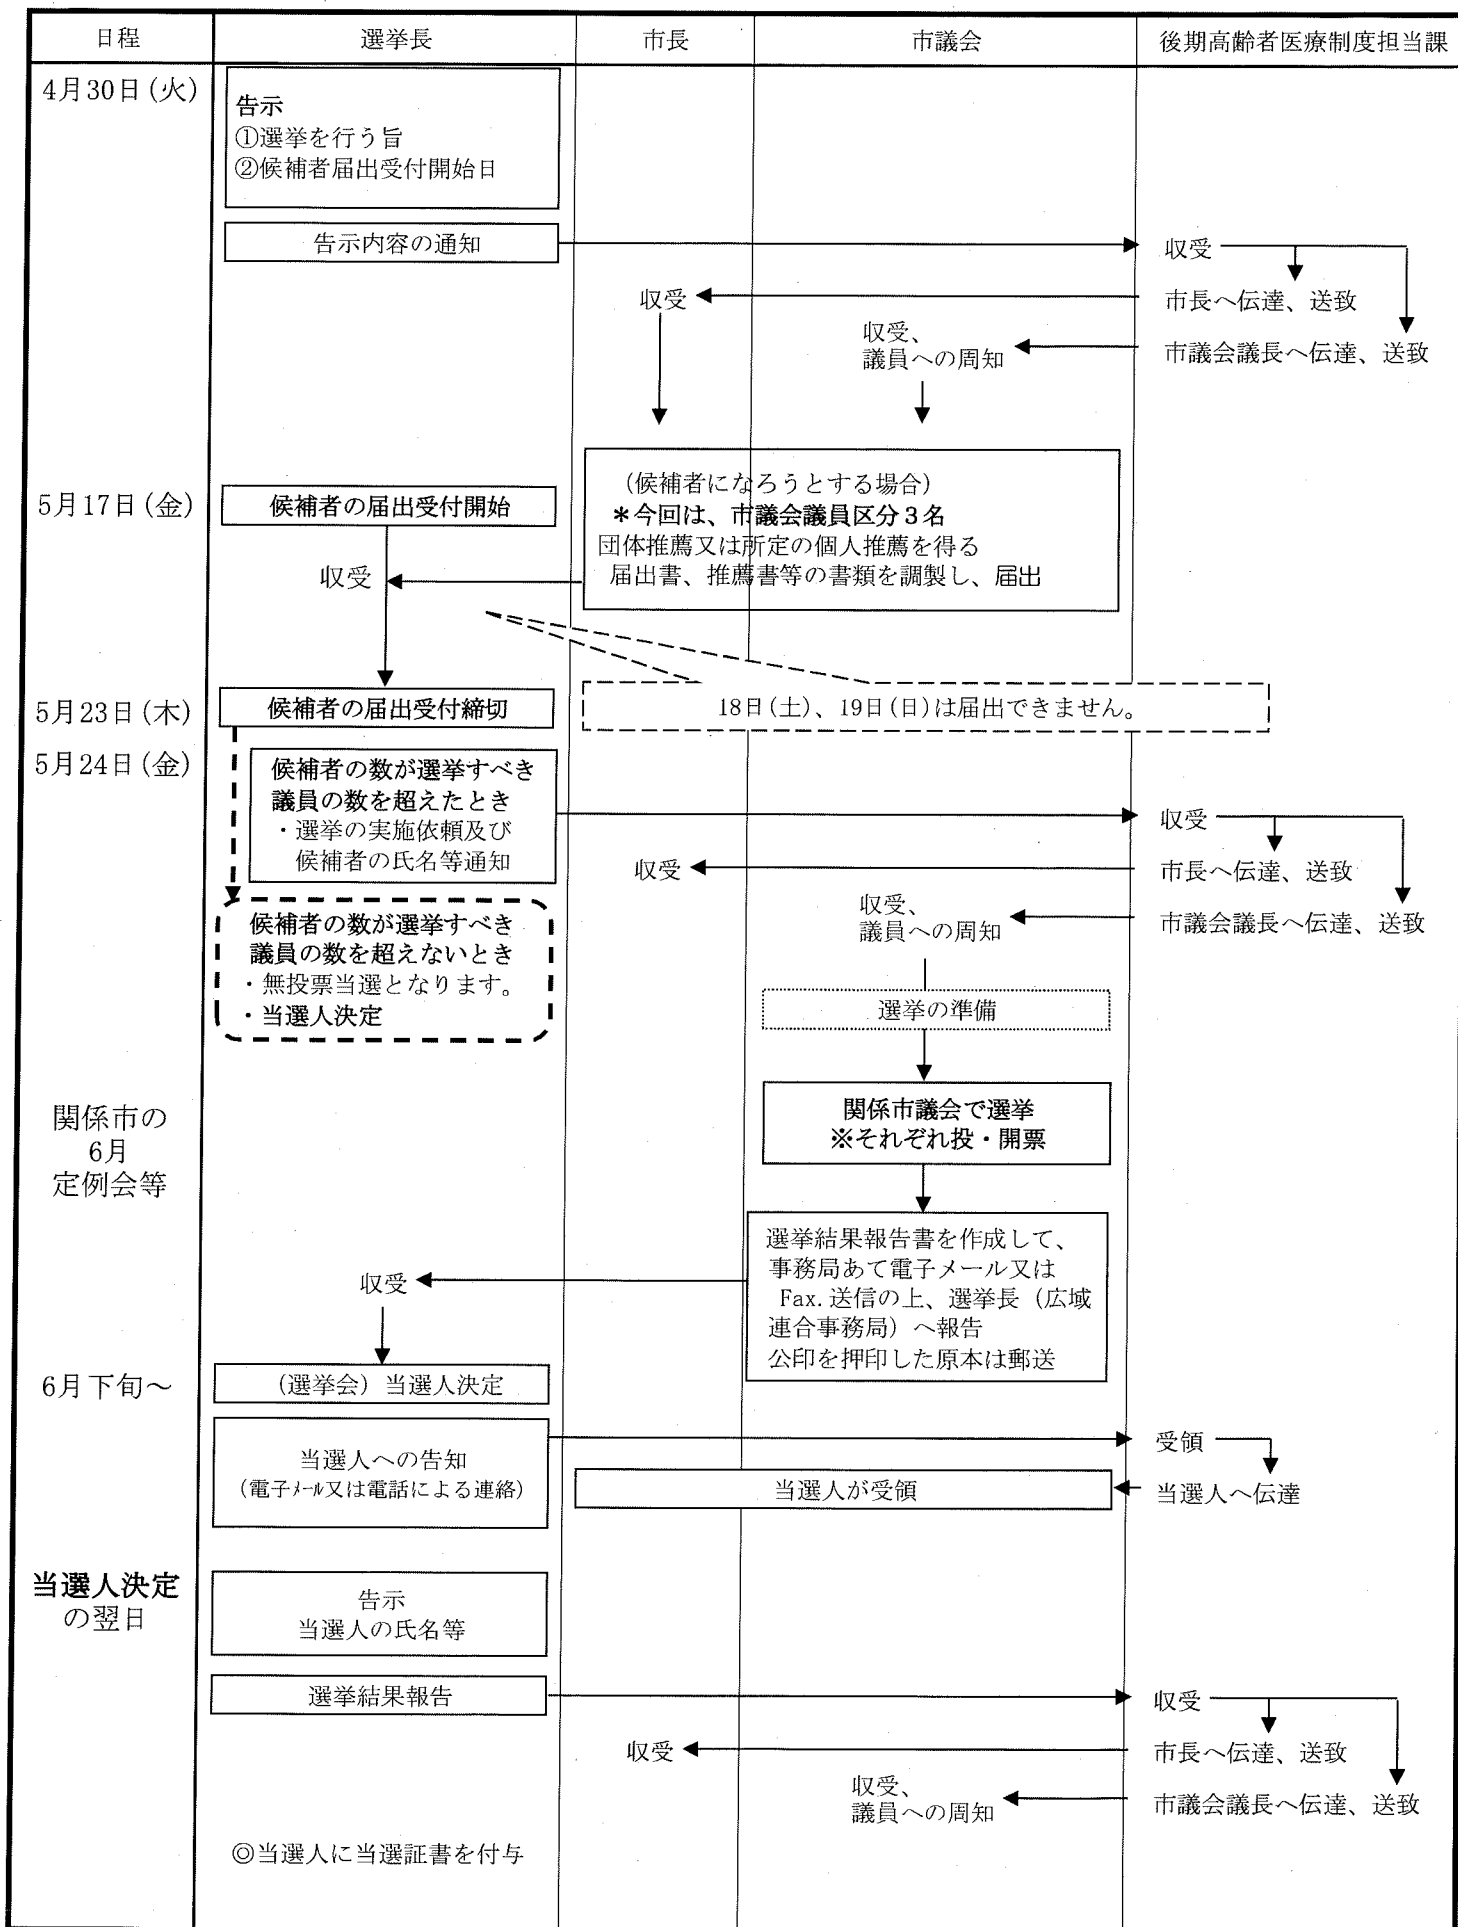 日程
選挙長
市長
市議会
後期高齢者医療制度担当課
4月30日(火)
告示
①選挙を行う旨
②候補者届出受付開始日
告示内容の通知
収受
収受
市長へ伝達、送致
収受、
議員への周知
市議会議長へ伝達、送致
5月17日(金)
候補者の届出受付開始
(候補者になろうとする場合)
＊今回は、市議会議員区分3名
団体推薦又は所定の個人推薦を得る
届出書、推薦書等の書類を調製し、届出
収受
5月23日(木)
候補者の届出受付締切
18日(土)、19日(日)は届出できません。
5月24日(金)
候補者の数が選挙すべき
議員の数を超えたとき
・選挙の実施依頼及び
候補者の氏名等通知
収受
収受
市長へ伝達、送致
収受、
議員への周知
市議会議長へ伝達、送致
候補者の数が選挙すべき
議員の数を超えないとき
・無投票当選となります。
・当選人決定
選挙の準備
関係市の
6月
定例会等
関係市議会で選挙
※それぞれ投・開票
選挙結果報告書を作成して、
事務局あて電子メール又は
Fax.送信の上、選挙長（広域
連合事務局）へ報告
公印を押印した原本は郵送
収受
6月下旬～
(選挙会) 当選人決定
当選人への告知
(電子ﾒｰﾙ又は電話による連絡)
受領
当選人が受領
当選人へ伝達
当選人決定
の翌日
告示
当選人の氏名等
選挙結果報告
収受
収受
市長へ伝達、送致
収受、
議員への周知
市議会議長へ伝達、送致
◎当選人に当選証書を付与